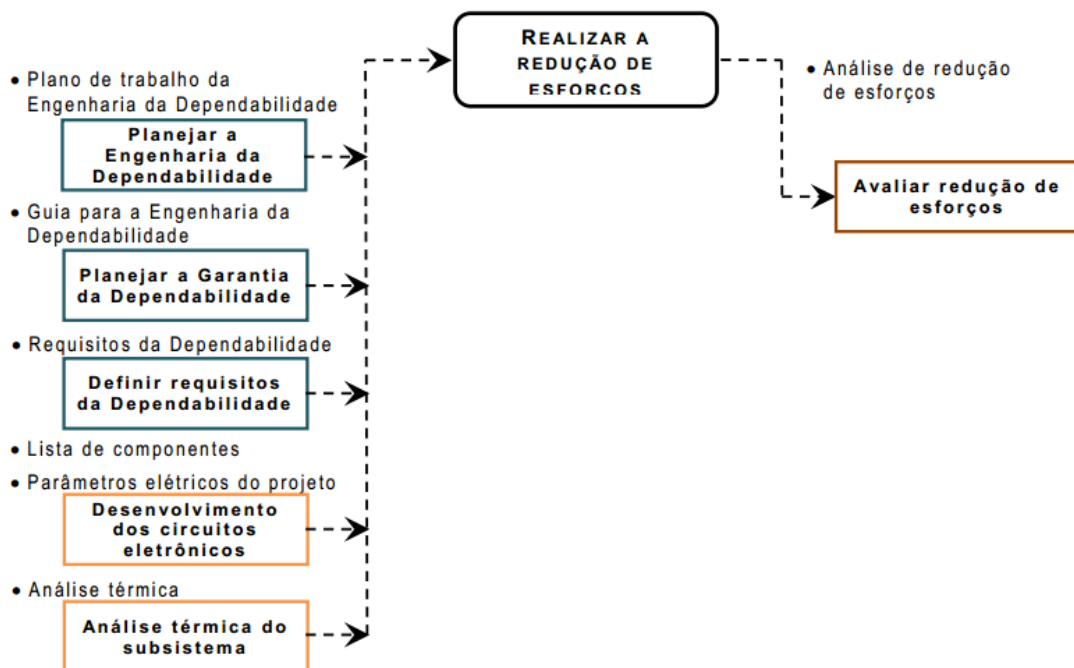 REALIZAR A
REDUÇÃO DE
ESFORÇOS
• Plano de trabalho da
Engenharia da Dependabilidade
Planejar a
Engenharia da
Dependabilidade
• Guia para a Engenharia da
Dependabilidade
Planejar a Garantia
da Dependabilidade
• Requisitos da Dependabilidade
Definir requisitos
da Dependabilidade
• Lista de componentes
• Parâmetros elétricos do projeto
Desenvolvimento
dos circuitos
eletrônicos
• Análise térmica
Análise térmica do
subsistema
• Análise de redução
de esforços
Avaliar redução de
esforços